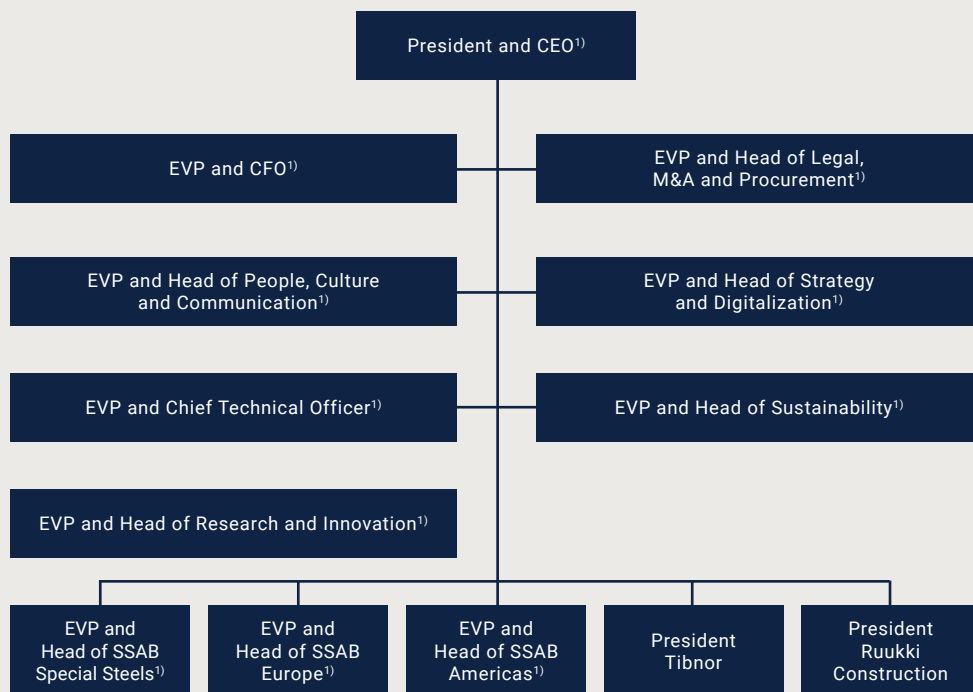 President and CEO1)
EVP and CFO1)
EVP and Head of Legal,
M&A and Procurement1)
EVP and Head of People, Culture
and Communication1)
EVP and Head of Strategy
and Digitalization1)
EVP and Chief Technical Officer1)
EVP and Head of Sustainability1)
EVP and Head of Research and Innovation1)
EVP and
Head of SSAB
Special Steels1)
EVP and
Head of SSAB
Europe1)
EVP and
Head of SSAB
Americas1)
President
Tibnor
President
Ruukki
Construction